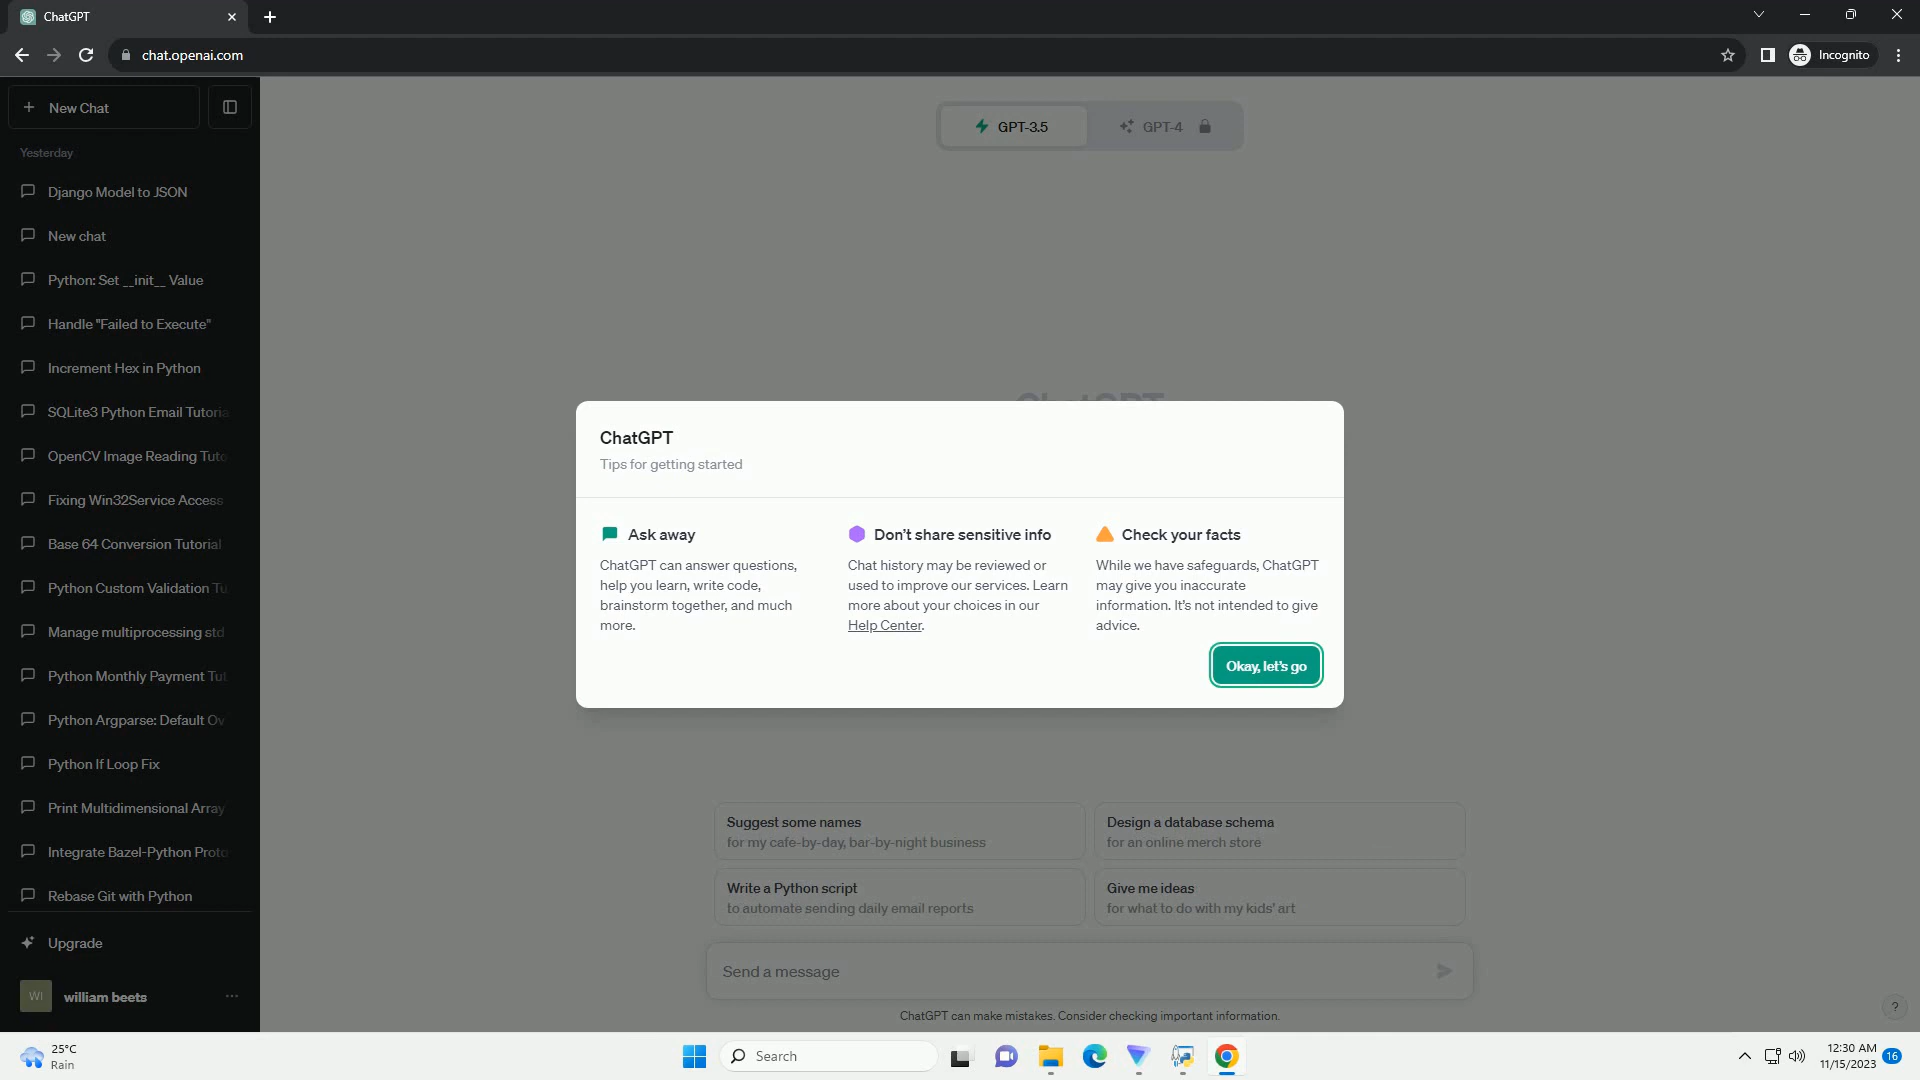 ChatGPT
chat.openai.com
Incognito
New Chat
GPT-3.5
GPT-4
Yesterday
Django Model to JSON
New chat
Python: Set __init__ Value
Handle "Failed to Execute"
Increment Hex in Python
SQLite3 Python Email Tutoria
OpenCV Image Reading Tuto
Fixing Win32Service Access
Base 64 Conversion Tutorial
Python Custom Validation Tu
Manage multiprocessing std
Python Monthly Payment Tut
Python Argparse: Default Ov
Python If Loop Fix
Print Multidimensional Array
Integrate Bazel-Python Proto
Rebase Git with Python
Upgrade
WI
william beets
ChatGPT
ChatGPT
Tips for getting started
Ask away
ChatGPT can answer questions,
help you learn, write code,
brainstorm together, and much
more.
Don't share sensitive info
Chat history may be reviewed or
used to improve our services. Learn
more about your choices in our
Help Center.
Check your facts
While we have safeguards, ChatGPT
may give you inaccurate
information. It's not intended to give
advice.
Okay, let's go
Suggest some names
for my cafe-by-day, bar-by-night business
Design a database schema
for an online merch store
Write a Python script
to automate sending daily email reports
Give me ideas
for what to do with my kids' art
Send a message
ChatGPT can make mistakes. Consider checking important information.
?
25°C
Rain
Search
12:30 AM
11/15/2023
16